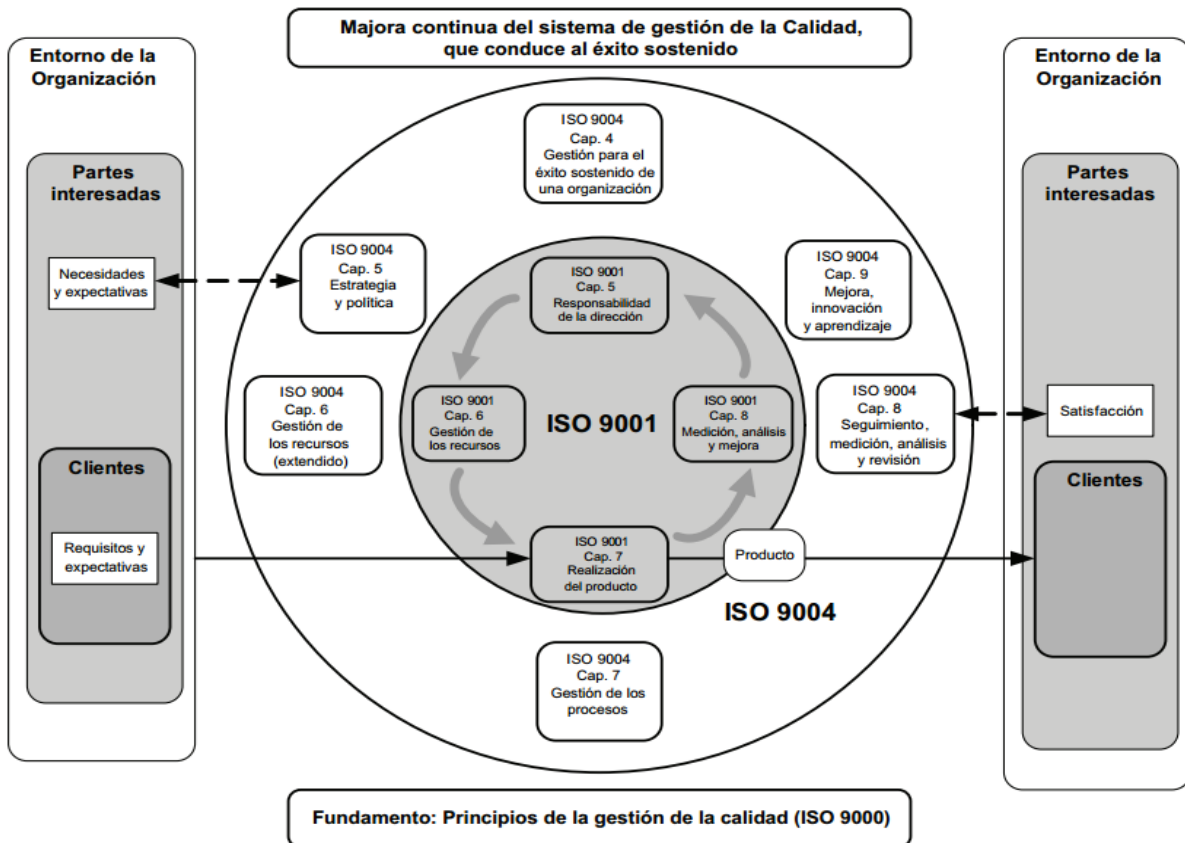 Majora continua del sistema de gestión de la Calidad,
que conduce al éxito sostenido
Entorno de la
Organización
Partes
interesadas
Necesidades
y expectativas
Clientes
Requisitos y
expectativas
ISO 9004
Cap. 4
Gestión para el
éxito sostenido de
una organización
ISO 9004
Cap. 5
Estrategia
y política
ISO 9004
Cap. 9
Mejora,
innovación
y aprendizaje
ISO 9001
Cap. 5
Responsabilidad
de la dirección
ISO 9004
Cap. 6
Gestión de
los recursos
(extendido)
ISO 9001
Cap. 6
Gestión de
los recursos
ISO 9001
ISO 9001
Cap. 8
Medición, análisis
y mejora
ISO 9004
Cap. 8
Seguimiento,
medición, análisis
y revisión
ISO 9001
Cap. 7
Realización
del producto
Producto
ISO 9004
ISO 9004
Cap. 7
Gestión de los
procesos
Entorno de la
Organización
Partes
interesadas
Satisfacción
Clientes
Fundamento: Principios de la gestión de la calidad (ISO 9000)